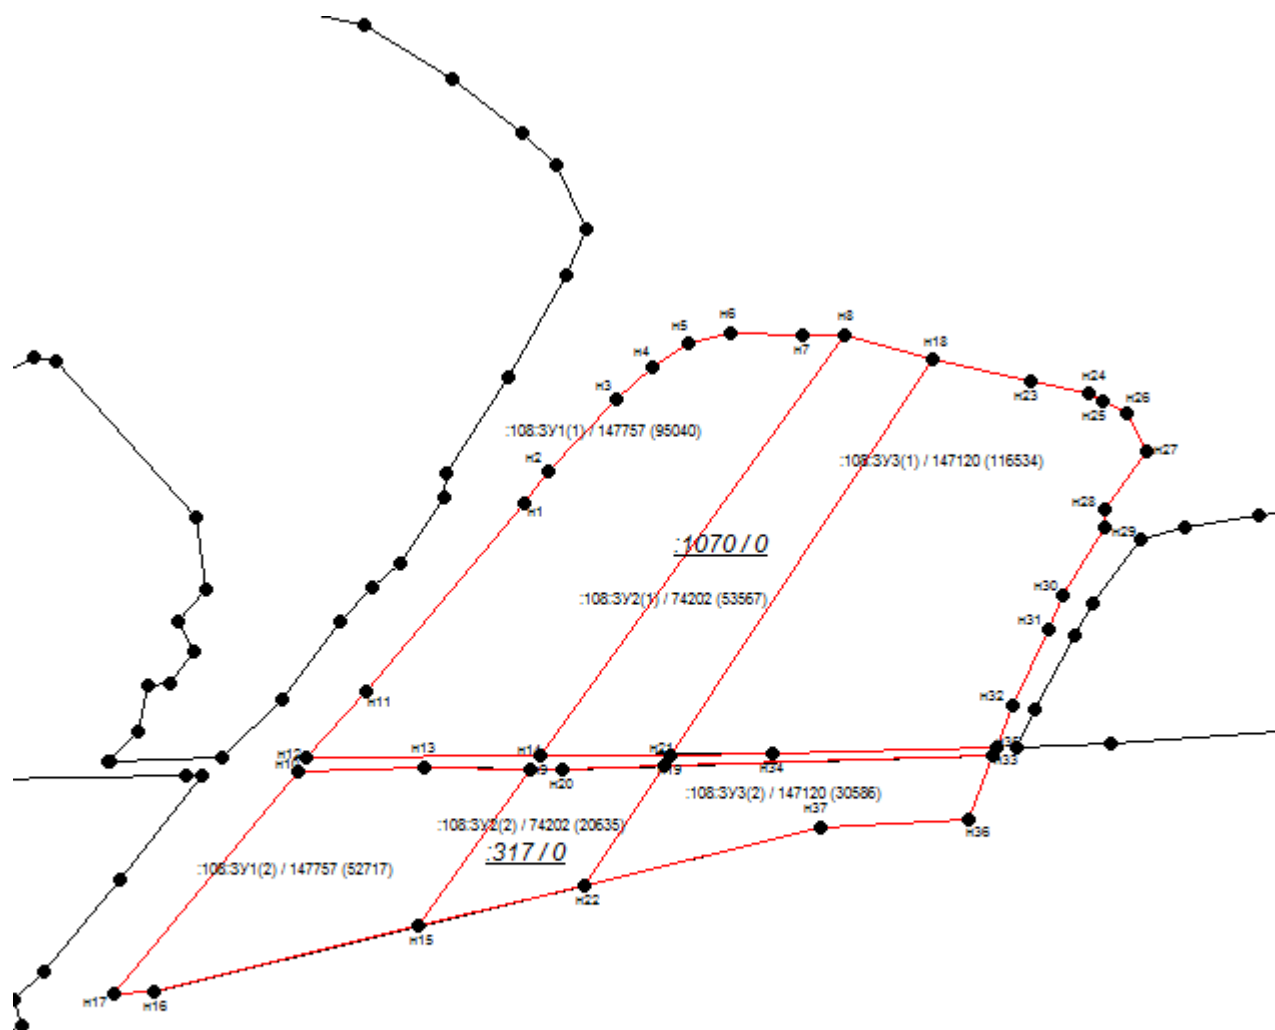 н6
н8
н5
н7
н18
н4
н24
н3
н23
н25
н26
:108:ЗУ1(1) / 147757 (95040)
н27
н2
:108:ЗУ3(1) / 147120 (116534)
н1
н28
н29
:1070 / 0
н30
:108:ЗУ2(1) / 74202 (53567)
н31
н11
н32
н12
н13
н14
н21
н33
н20
н34
:108:ЗУ3(2) / 147120 (30586)
н37
н36
:108:ЗУ2(2) / 74202 (20635)
:317 / 0
:108:ЗУ1(2) / 147757 (52717)
н22
н15
н17
н16